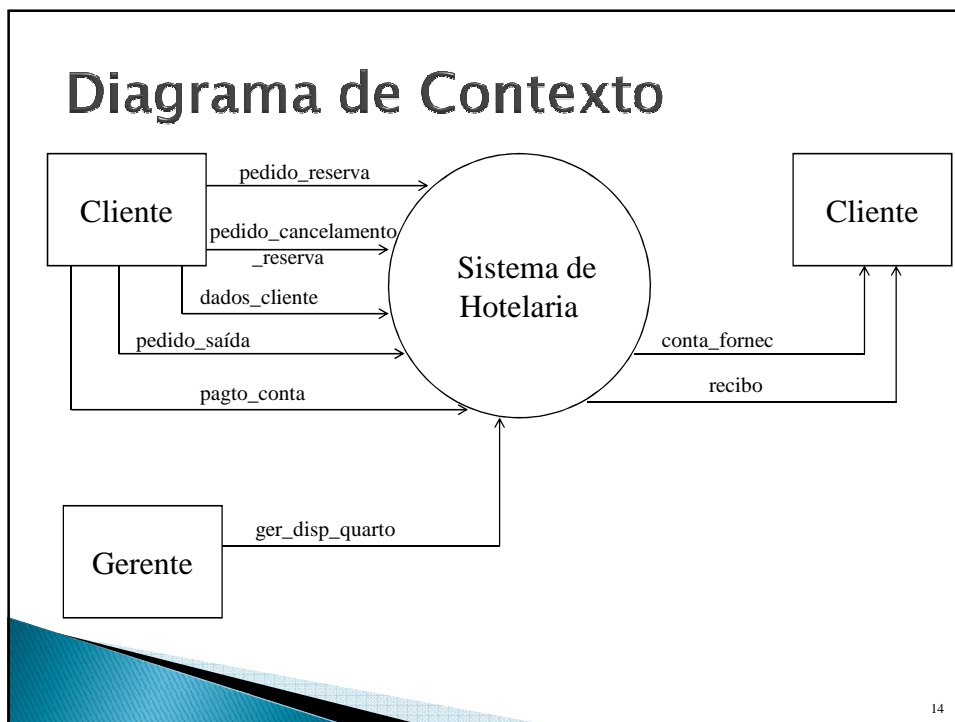 Diagrama de Contexto
pedido_reserva
Cliente
Cliente
pedido_cancelamento
_reserva
Sistema de
Hotelaria
dados_cliente
pedido_saída
conta_fornec
pagto_conta
recibo
ger_disp_quarto
Gerente
14